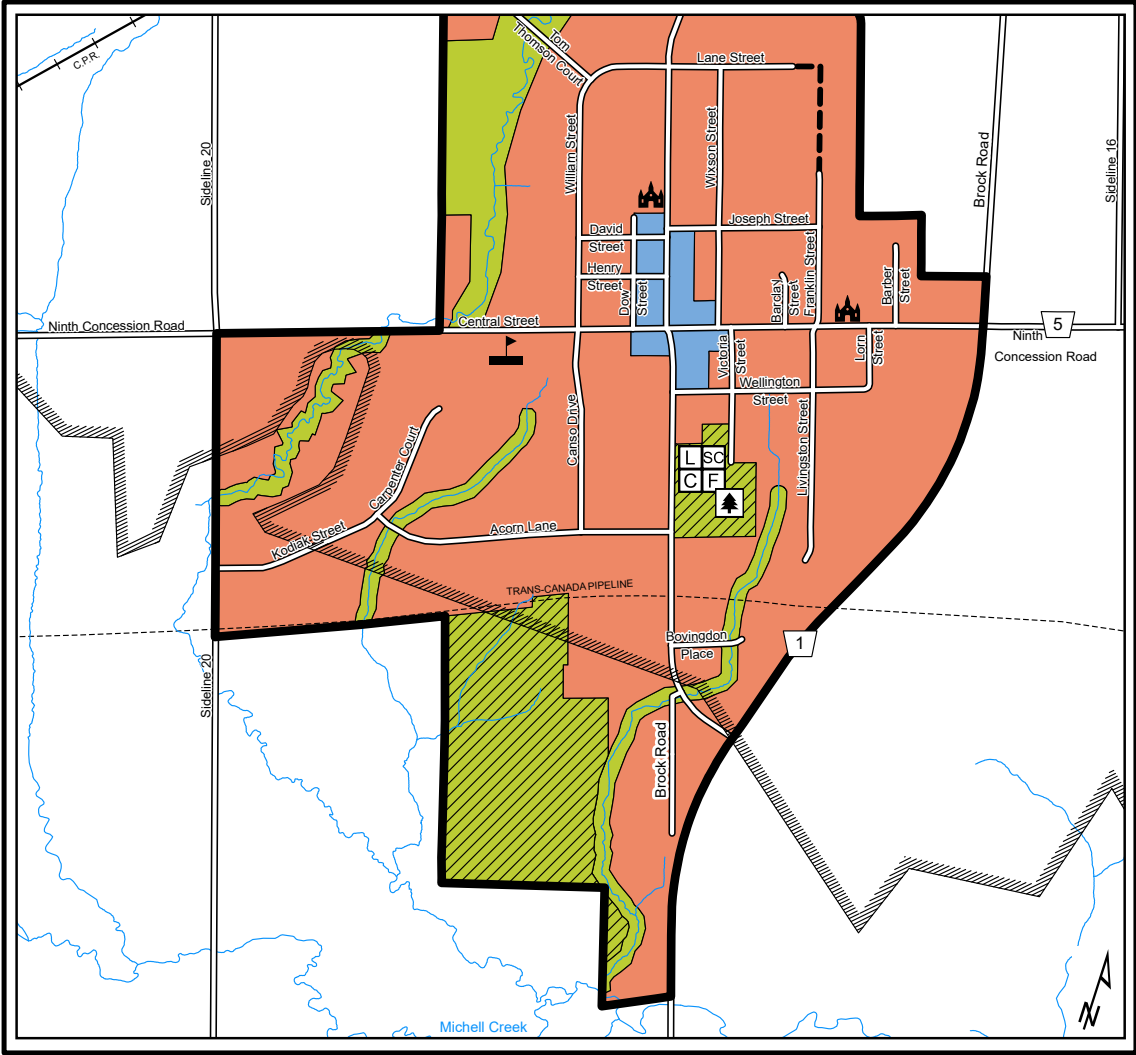 Tom
Thomson Court
C.P.R.
Lane Street
Sideline 20
William Street
Wixson Street
Brock Road
Sideline 16
David
Street
Joseph Street
Henry
Street
Dow
Street
Barclay
Street
Franklin Street
Barber
Street
Ninth Concession Road
Central Street
5
Ninth
Concession Road
Victoria
Street
Lorn
Street
Wellington
Street
Canso Drive
Carpenter Court
Livingston Street
L
SC
C
F
Kodiak Street
Acorn Lane
TRANS-CANADA PIPELINE
Bovingdon
Place
1
Sideline 20
Brock Road
Michell Creek
N